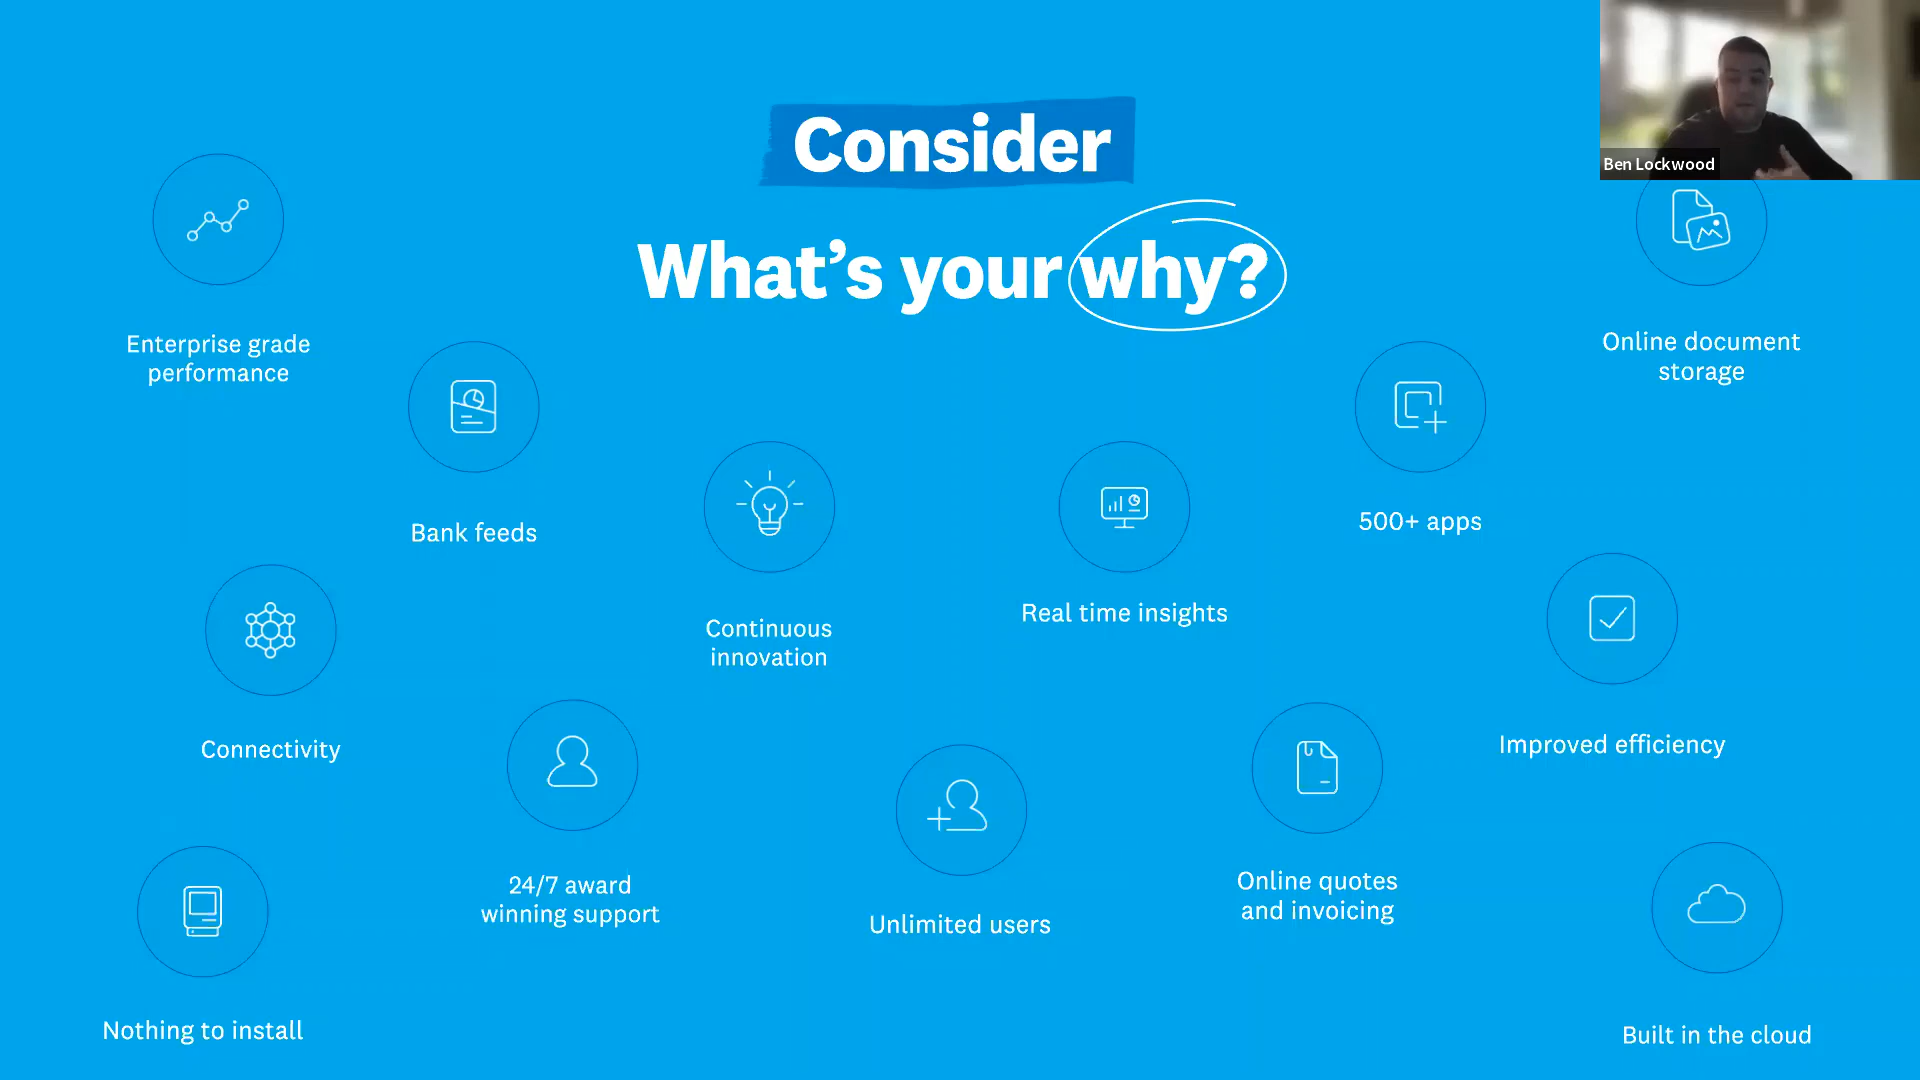 Consider
What's your why?
Ben Lockwood
Enterprise grade
performance
Online document
storage
Bank feeds
500+ apps
Continuous
innovation
Real time insights
Connectivity
Improved efficiency
24/7 award
winning support
Unlimited users
Online quotes
and invoicing
Nothing to install
Built in the cloud